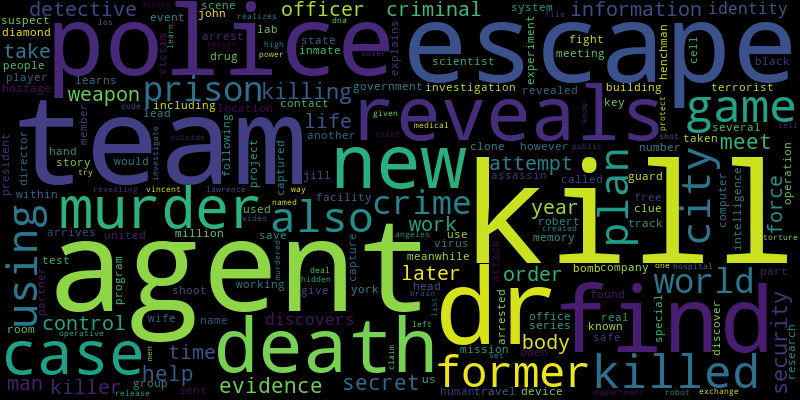 detective
police
escape
officer
criminal
system
information
identity
suspect
event
john
scene
file
access
los
learn
realizes
dna
diamond
take
people
player
hostage
arrest
return
lab
inmate
high
power
cover
victim
drug
state
explains
fight
meeting
scientist
government
experiment
revealed
building
henchman
cell
black
terrorist
learns
weapon
prison
killing
investigation
key
protect
several
taken
tell
team
reveals
game
including
location
contact
code
suicide
lead
life
another
given
chief
know
medical
shot
public
number
meet
president
director
hand
story
try
within
member
would
investigate
following
project
captured
jill
new
clone
however
attempt
plan
city
guard
free
clue
track
computer
intelligence
force
operation
revealing
vincent
lawrence
way
named
video
facility
murder
used
also
crime
assassin
called
robert
created
memory
kill
using
arrives
united
million
save
york
murdered
hidden
deal
give
capture
angeles
work
use
virus
meanwhile
year
test
partner
program
agent
working
shoot
later
head
brain
attack
order
bomb
company
one
hospital
part
torture
world
room
operative
control
wife
name
discovers
dr
list
left
arrested
office
series
found
real
known
safe
special
discover
department
find
security
research
case
men
time
death
claim
body
mission
set
owen
man
killer
help
group
release
sent
evidence
secret
us
former
human
travel
device
killed
robot
exchange